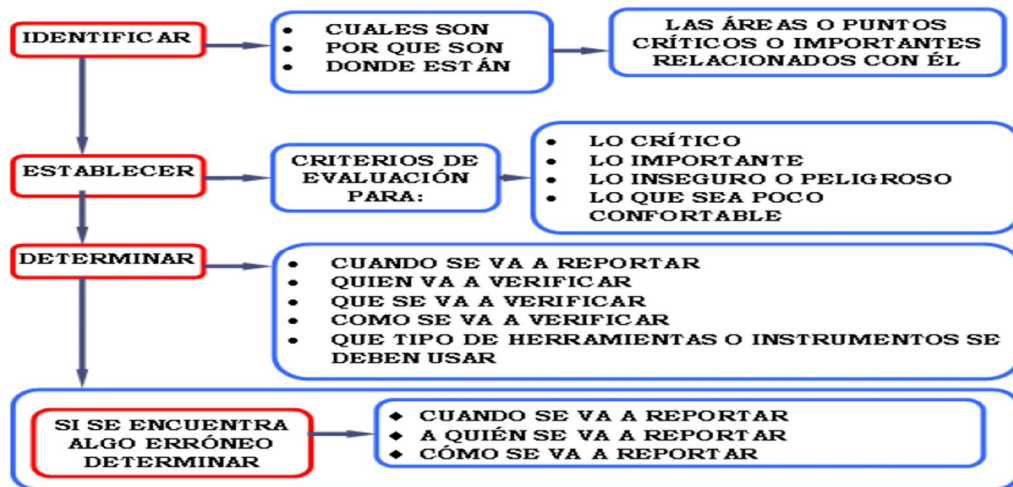 IDENTIFICAR
• CUALES SON
• POR QUE SON
• DONDE ESTÁN
LAS ÁREAS O PUNTOS
CRÍTICOS O IMPORTANTES
RELACIONADOS CON ÉL
ESTABLECER
CRITERIOS DE
EVALUACIÓN
PARA:
• LO CRÍTICO
• LO IMPORTANTE
• LO INSEGURO O PELIGROSO
• LO QUE SEA POCO
CONFORTABLE
DETERMINAR
• CUANDO SE VA A REPORTAR
• QUIEN VA A VERIFICAR
• QUE SE VA A VERIFICAR
• COMO SE VA A VERIFICAR
• QUE TIPO DE HERRAMIENTAS O INSTRUMENTOS SE
DEBEN USAR
SI SE ENCUENTRA
ALGO ERRÓNEO
DETERMINAR
◆ CUANDO SE VA A REPORTAR
◆ A QUIÉN SE VA A REPORTAR
◆ CÓMO SE VA A REPORTAR